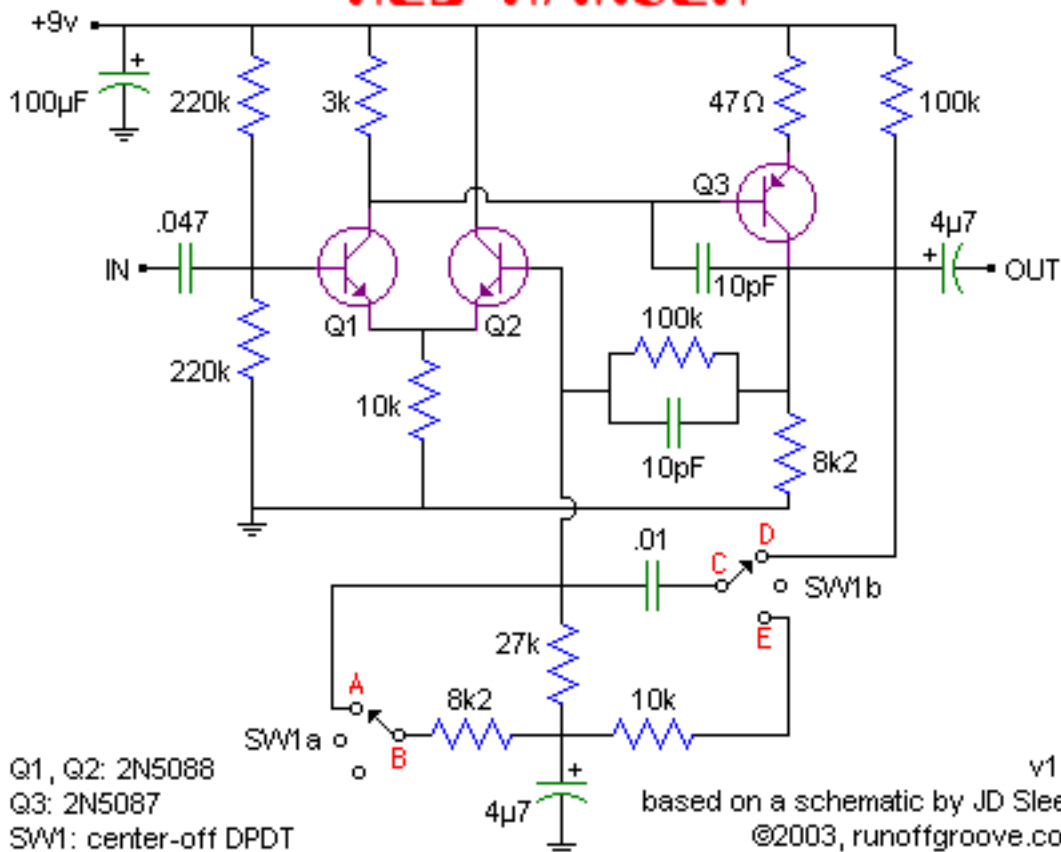 +9v
+
100µF
220k
3k
47Ω
100k
Q3
.047
4µ7
IN
+
OUT
10pF
Q1
Q2
100k
220k
10k
10pF
8k2
.01
D
C
SW1b
E
27k
A
8k2
10k
SW1a
B
+
4µ7
Q1, Q2: 2N5088
Q3: 2N5087
SW1: center-off DPDT
v1
based on a schematic by JD Slee
©2003, runoffgroove.co